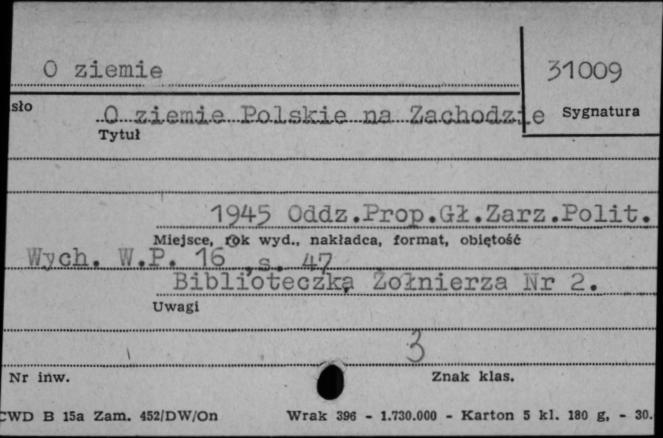 O ziemie
31009
sło
O ziemie Polskie na Zachodzie
Sygnatura
Tytuł
1945 Oddz.Prop.Gł.Zarz.Polit.
Miejsce, rok wyd., nakładca, format, objętość
Wych. W.P. 16°, s. 47
Biblioteczka Żołnierza Nr 2.
Uwagi
3
Nr inw.
Znak klas.
CWD B 15a Zam. 452/DW/On Wrak 396 - 1.730.000 - Karton 5 kl. 180 g, - 30.